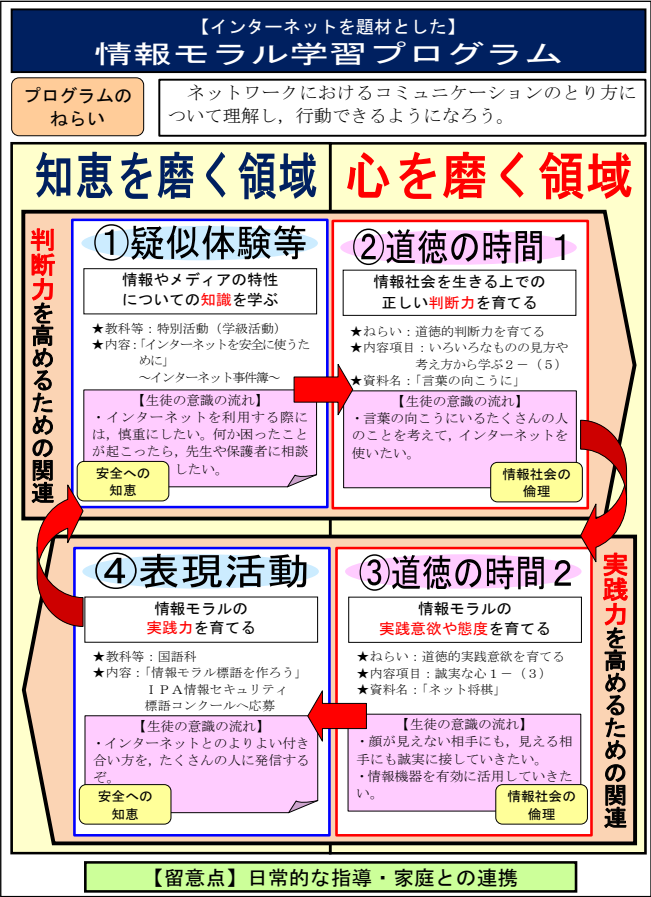 【インターネットを題材とした】
情報モラル学習プログラム
プログラムの
ねらい
ネットワークにおけるコミュニケーションのとり方に
ついて理解し，行動できるようになろう。
知恵を磨く領域
心を磨く領域
判断力を高めるための関連
①疑似体験等
情報やメディアの特性
についての知識を学ぶ
★教科等：特別活動（学級活動）
★内容：「インターネットを安全に使うた
めに」
～インターネット事件簿～
【生徒の意識の流れ】
・インターネットを利用する際に
は，慎重にしたい。何か困ったこと
が起こったら，先生や保護者に相談
したい。
安全への
知恵
②道徳の時間１
情報社会を生きる上での
正しい判断力を育てる
★ねらい：道徳的判断力を育てる
★内容項目：いろいろなものの見方や
考え方から学ぶ２－（5）
★資料名：「言葉の向こうに」
【生徒の意識の流れ】
・言葉の向こうにいるたくさんの人
のことを考えて，インターネットを
使いたい。
情報社会の
倫理
実践力を高めるための関連
③道徳の時間２
情報モラルの
実践意欲や態度を育てる
★ねらい：道徳的実践意欲を育てる
★内容項目：誠実な心１－（３）
★資料名：「ネット将棋」
【生徒の意識の流れ】
・顔が見えない相手にも，見える相
手にも誠実に接していきたい。
・情報機器を有効に活用していきた
い。
情報社会の
倫理
④表現活動
情報モラルの
実践力を育てる
★教科等：国語科
★内容：「情報モラル標語を作ろう」
ＩＰＡ情報セキュリティ
標語コンクールへ応募
【生徒の意識の流れ】
・インターネットとのよりよい付き
合い方を，たくさんの人に発信する
ぞ。
安全への
知恵
【留意点】日常的な指導・家庭との連携